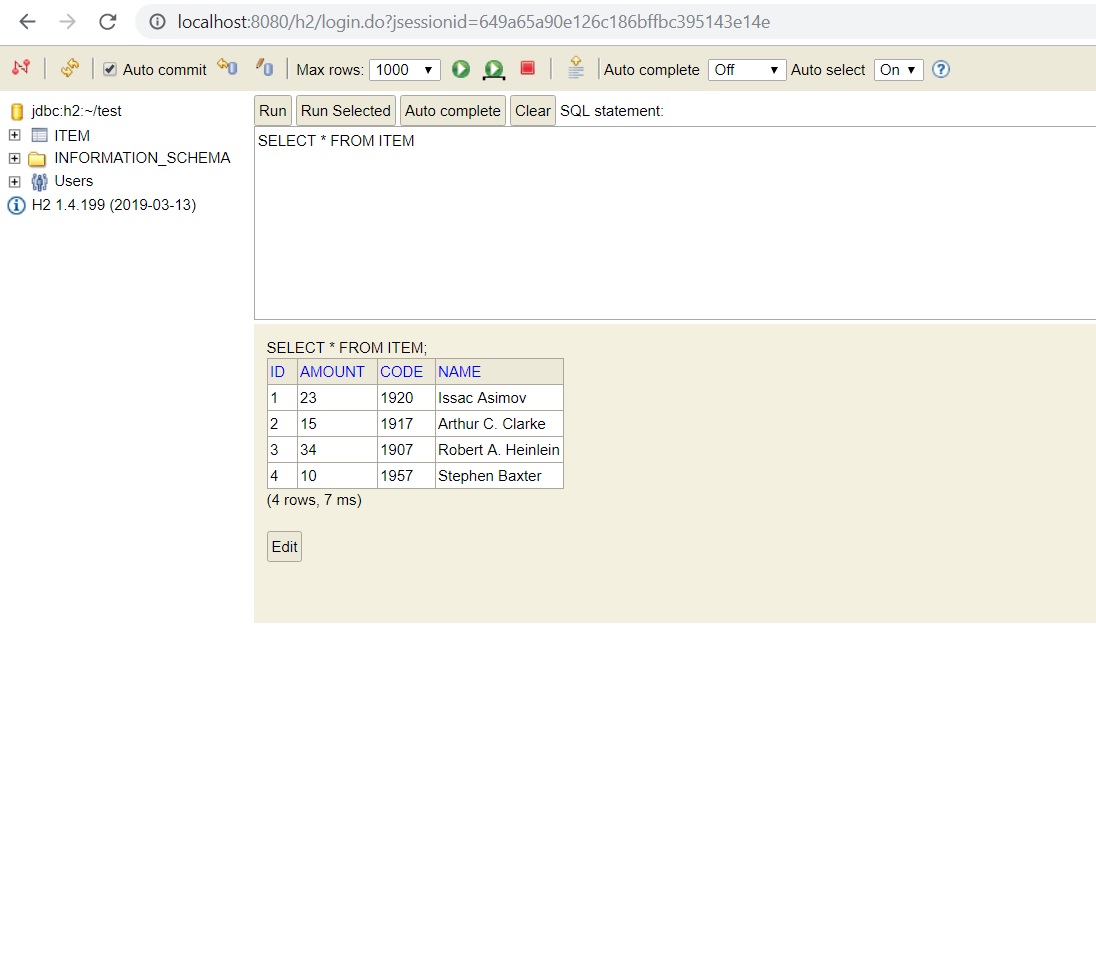 localhost:8080/h2/login.do?jsessionid=649a65a90e126c186bffbc395143e14e
Auto commit Max rows: 1000 Auto complete Off Auto select On ?
jdbc:h2:~/test
ITEM
INFORMATION_SCHEMA
Users
H2 1.4.199 (2019-03-13)
Run Run Selected Auto complete Clear SQL statement:
SELECT * FROM ITEM
SELECT * FROM ITEM;
ID AMOUNT CODE NAME
1 23 1920 Issac Asimov
2 15 1917 Arthur C. Clarke
3 34 1907 Robert A. Heinlein
4 10 1957 Stephen Baxter
(4 rows, 7 ms)
Edit